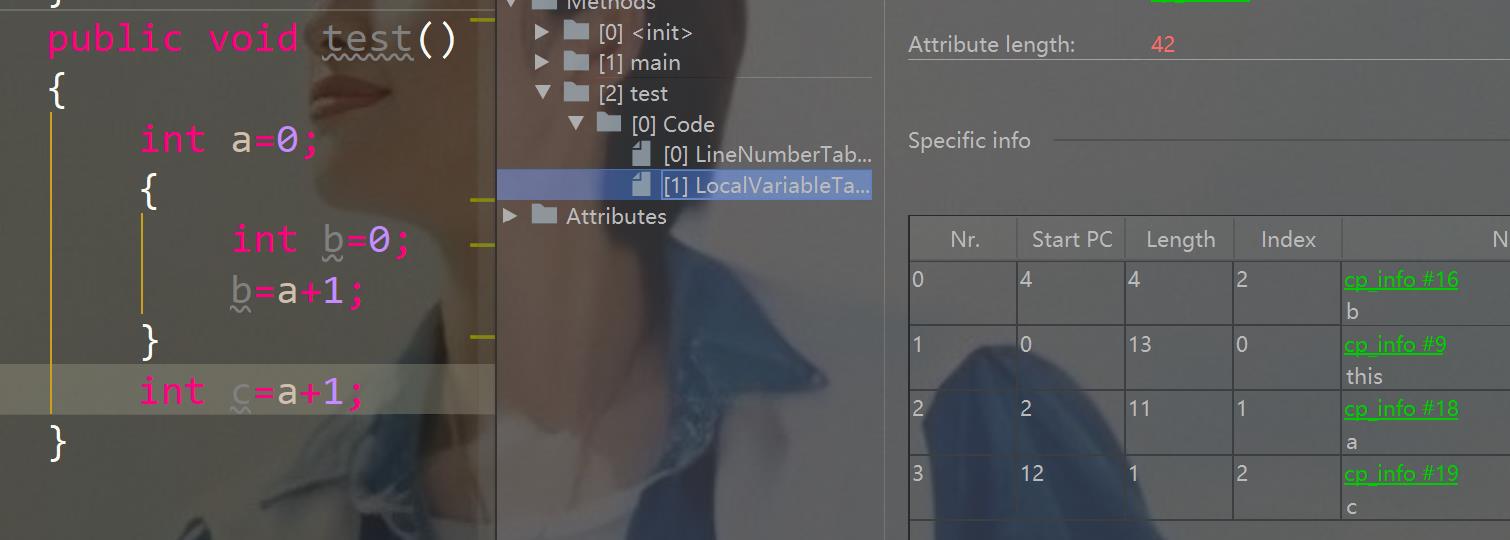 }
public void test()
{
int a=0;
{
int b=0;
b=a+1;
}
int c=a+1;
}
Methods
[0] <init>
[1] main
[2] test
[0] Code
[0] LineNumberTab...
[1] LocalVariableTa...
Attributes
Attribute length: 42
Specific info
Nr. Start PC Length Index N
0 4 4 2 cp_info #16
b
1 0 13 0 cp_info #9
this
2 2 11 1 cp_info #18
a
3 12 1 2 cp_info #19
c